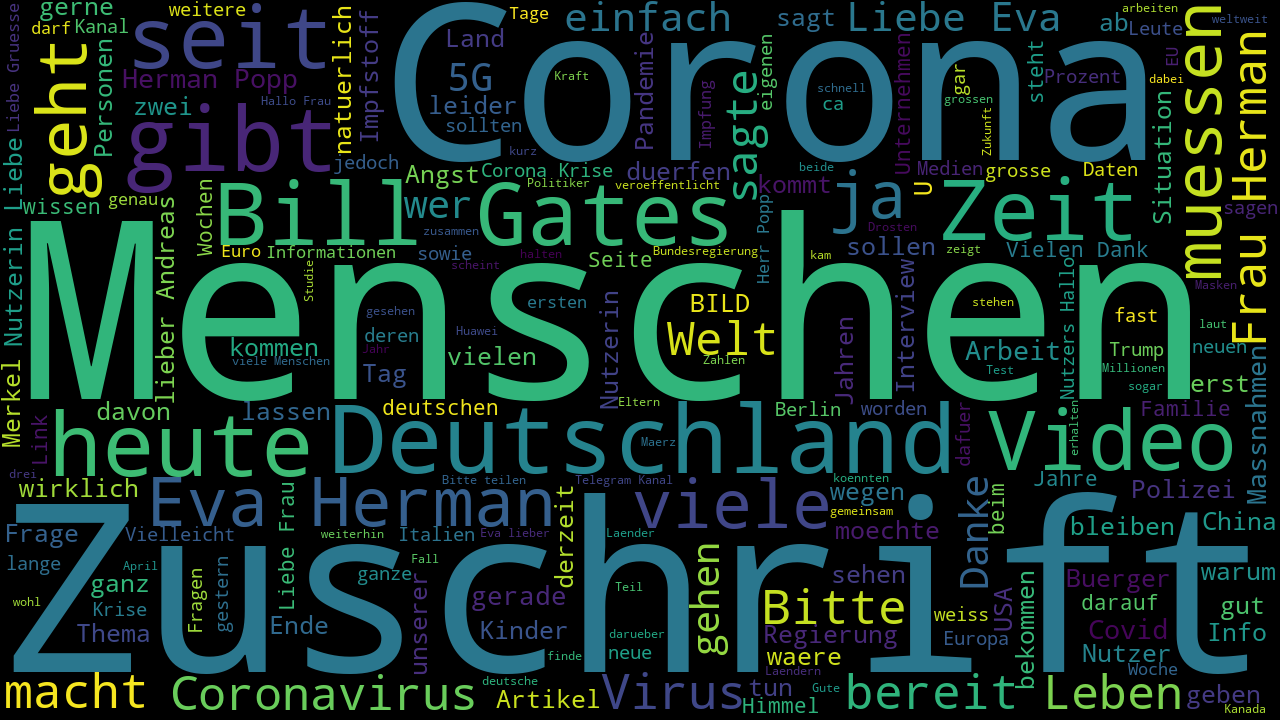 gerne
weitere
Tage
einfach
sagt
Liebe Eva
ab
arbeiten
Leute
weltweit
darf
Kanal
seit
Corona
Land
5G
leider
sollten
kurz
Kraft
Liebe Gruesse
geht
Personen
Herman Popp
zwei
Hallo Frau
natuerlich
Impfstoff
Pandemie
Impfung
sagte
eigenen
schnell
ca
Unternehmen
gar
grossen
Zukunft
steht
Prozent
EU
dabei
muessen
Frau Herman
gibt
jedoch
Angst
Corona Krise
Politiker
duerfen
veroeffentlicht
beide
kommt
Medien
grosse
Daten
Situation
wissen
genau
Nutzerin Liebe
lieber Andreas
Wochen
Bill Gates
wer
zusammen
ja
Drosten
U
Zeit
sagen
Euro
Informationen
sowie
scheint
halten
Seite
Bundesregierung
Herr Popp
kam
sollen
zeigt
Vielen Dank
Masken
Menschen
Studie
gesehen
deren
Jahr
Huawei
ersten
BILD
Welt
Zahlen
Interview
stehen
Nutzers Hallo
fast
laut
kommen
viele Menschen
Tag
vielen
Nutzerin
Jahren
Arbeit
Test
Trump
Millionen
neuen
sogar
erst
Merkel
Link
davon
lassen
deutschen
Eltern
Berlin
worden
dafuer
erhalten
Familie
Massnahmen
heute
Deutschland
Maerz
Video
drei
wirklich
Bitte teilen
Telegram Kanal
koennten
Jahre
Polizei
Eva Herman
viele
wegen
gemeinsam
moechte
Danke
beim
bleiben
China
Frage
Vielleicht
weiterhin
Italien
Eva lieber
derzeit
Laender
Zuschrift
lange
April
ganz
Fragen
gestern
Liebe Frau
ganze
Fall
Teil
gehen
sehen
Buerger
warum
wohl
Krise
unserer
gerade
Bitte
weiss
USA
bekommen
darauf
gut
Thema
Ende
Kinder
darueber
Regierung
Europa
Covid
Info
finde
neue
waere
Nutzer
Laendern
Woche
macht
Coronavirus
deutsche
Artikel
Virus
tun
Gute
Himmel
bereit
Leben
geben
Kanada